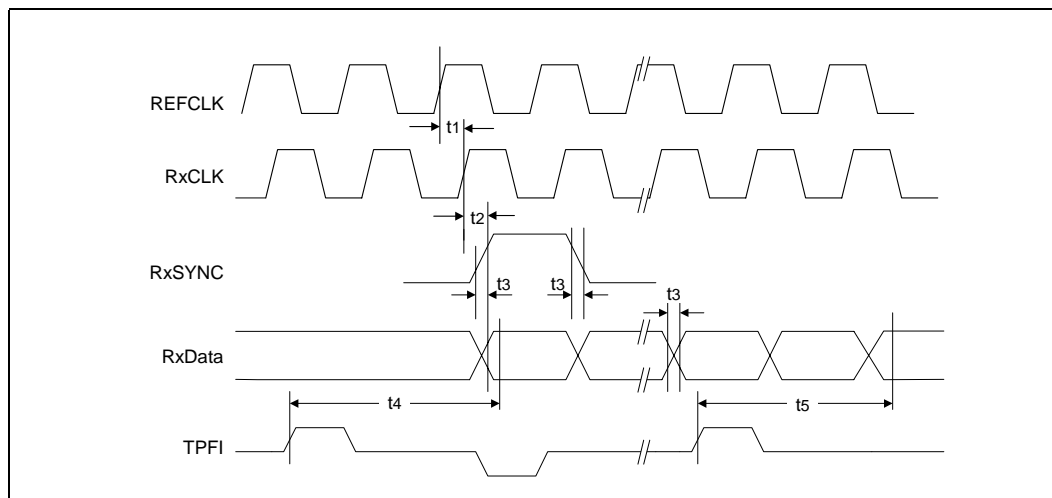 REFCLK
t1
RxCLK
t2
RxSYNC
t3
t3
t3
RxData
t4
t5
TPFI